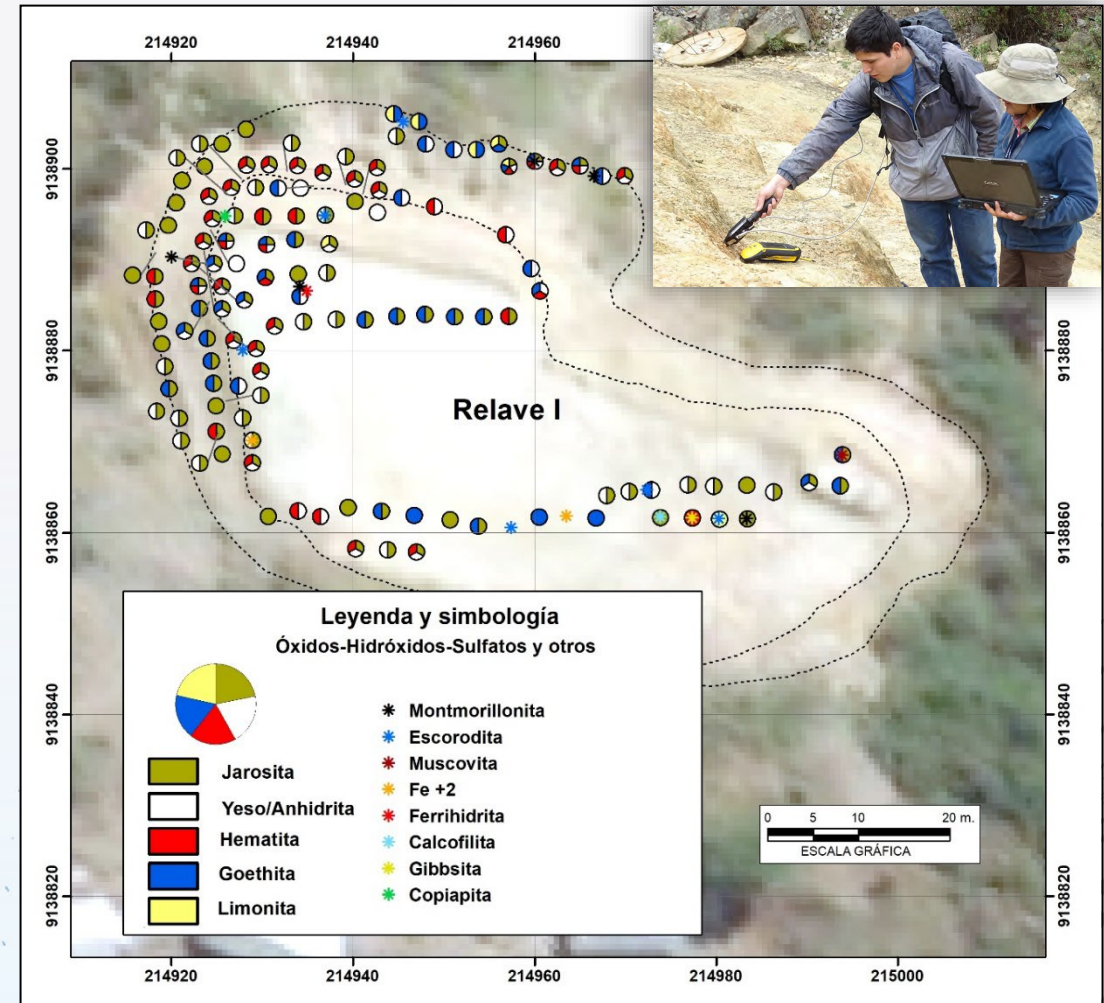 214920
214940
214960
9138900
9138880
9138880
Relave I
9138860
9138860
Leyenda y simbología
Óxidos-Hidróxidos-Sulfatos y otros
Montmorillonita
Escorodita
Muscovita
Fe +2
Ferrihidrita
Calcofilita
Gibbsita
Copiapita
Jarosita
Yeso/Anhidrita
Hematita
Goethita
Limonita
0 5 10 20 m.
ESCALA GRÁFICA
9138840
9138840
9138820
9138820
214920
214940
214960
214980
215000